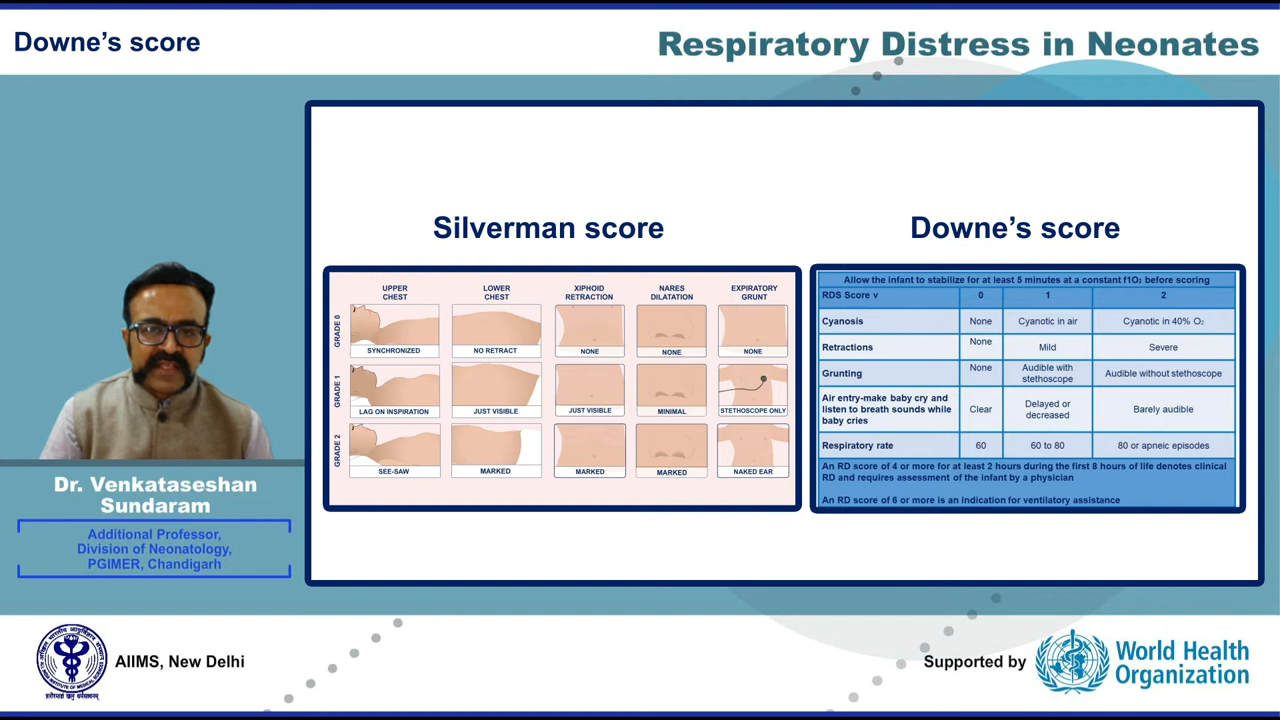 Downe’s score
Respiratory Distress in Neonates
Silverman score
UPPER
CHEST
LOWER
CHEST
XIPHOID
RETRACTION
NARES
DILATATION
EXPIRATORY
GRUNT
GRADE 0
SYNCHRONIZED
NO RETRACT
NONE
NONE
NONE
GRADE 1
LAG ON INSPIRATION
JUST VISIBLE
JUST VISIBLE
MINIMAL
STETHOSCOPE ONLY
GRADE 2
SEE-SAW
MARKED
MARKED
MARKED
NAKED EAR
Downe’s score
Allow the infant to stabilize for at least 5 minutes at a constant f1O₂ before scoring
RDS Score v 0 1 2
Cyanosis None Cyanotic in air Cyanotic in 40% O₂
Retractions None Mild Severe
Grunting None Audible with
stethoscope Audible without stethoscope
Air entry-make baby cry and
listen to breath sounds while
baby cries
Clear
Delayed or
decreased
Barely audible
Respiratory rate 60 60 to 80 80 or apneic episodes
An RD score of 4 or more for at least 2 hours during the first 8 hours of life denotes clinical
RD and requires assessment of the infant by a physician
An RD score of 6 or more is an indication for ventilatory assistance
Dr. Venkataseshan
Sundaram
Additional Professor,
Division of Neonatology,
PGIMER, Chandigarh
AIIMS, New Delhi
Supported by
World Health
Organization